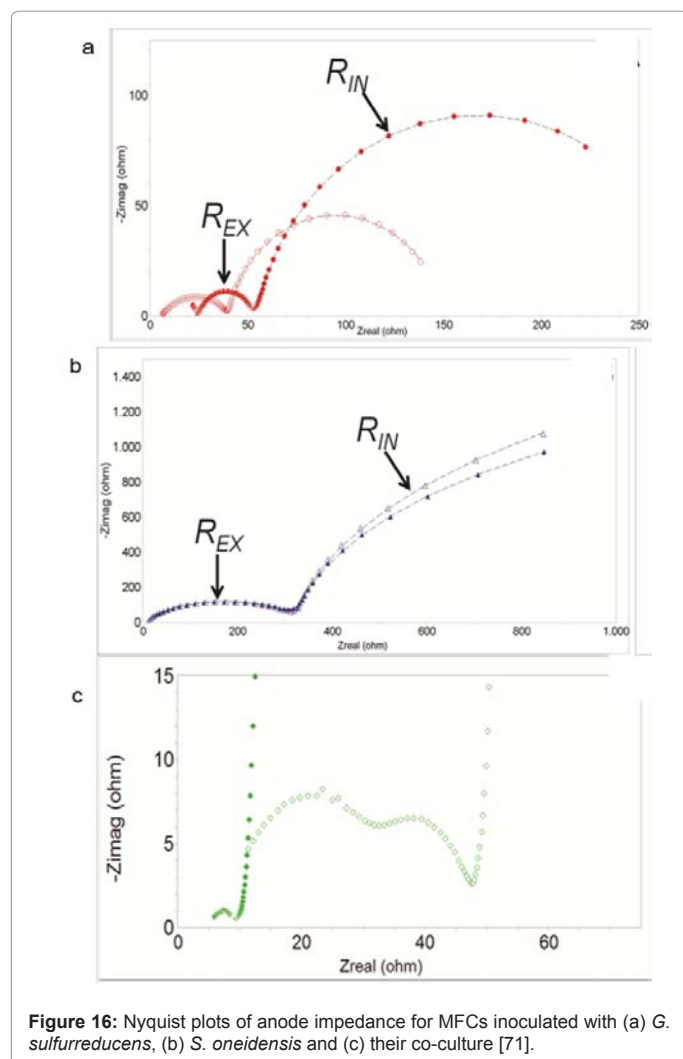 a
R_IN
100
-Zimag (ohm)
R_EX
50
0
0 50 100 150 200 250
Zreal (ohm)
b
1.400
1.200
1.000
-Zimag (ohm)
R_IN
800
600
R_EX
400
200
0
0 200 400 600 800 1.000
Zreal (ohm)
c
15
-Zimag (ohm)
10
5
0
0 20 40 60
Zreal (ohm)
Figure 16: Nyquist plots of anode impedance for MFCs inoculated with (a) G.
sulfurreducens, (b) S. oneidensis and (c) their co-culture [71].